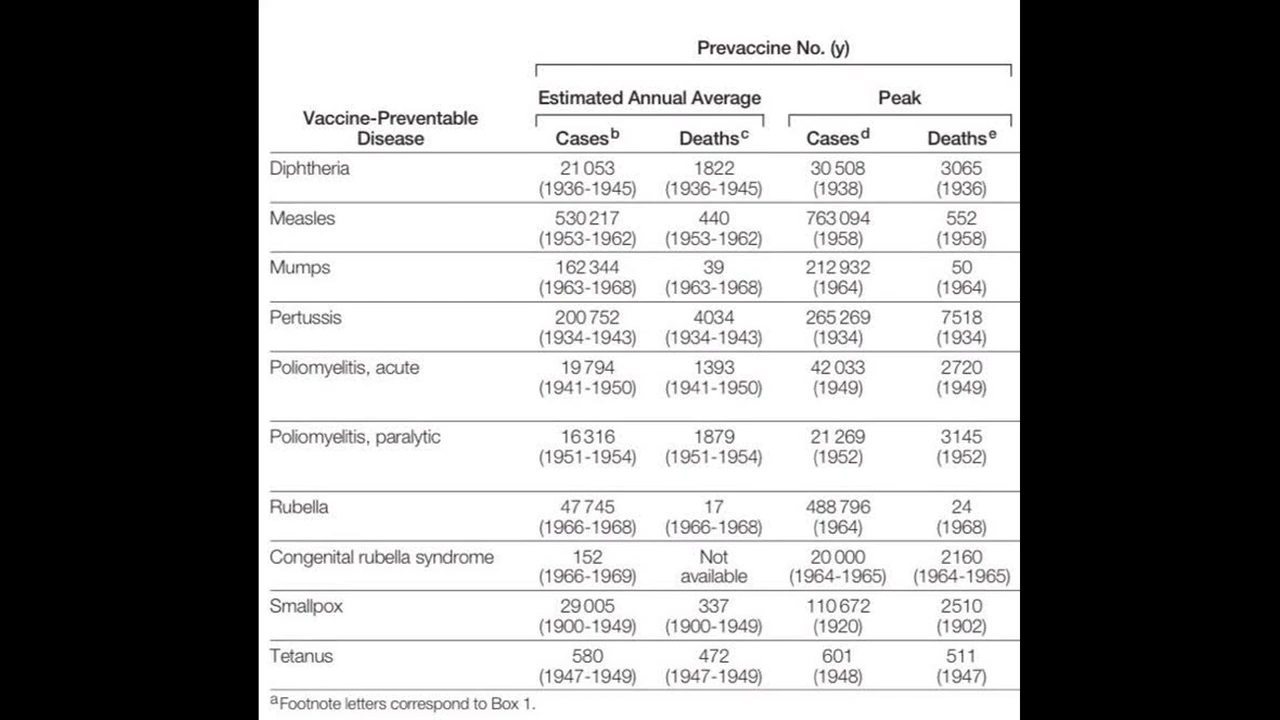 Prevaccine No. (y)
Estimated Annual Average Peak
Vaccine-Preventable
Disease Cases b Deaths c Cases d Deaths e
Diphtheria 21 053 1822 30 508 3065
(1936-1945) (1936-1945) (1938) (1936)
Measles 530 217 440 763 094 552
(1953-1962) (1953-1962) (1958) (1958)
Mumps 162 344 39 212 932 50
(1963-1968) (1963-1968) (1964) (1964)
Pertussis 200 752 4034 265 269 7518
(1934-1943) (1934-1943) (1934) (1934)
Poliomyelitis, acute 19 794 1393 42 033 2720
(1941-1950) (1941-1950) (1949) (1949)
Poliomyelitis, paralytic 16 316 1879 21 269 3145
(1951-1954) (1951-1954) (1952) (1952)
Rubella 47 745 17 488 796 24
(1966-1968) (1966-1968) (1964) (1968)
Congenital rubella syndrome 152 Not 20 000 2160
(1966-1969) available (1964-1965) (1964-1965)
Smallpox 29 005 337 110 672 2510
(1900-1949) (1900-1949) (1920) (1902)
Tetanus 580 472 601 511
(1947-1949) (1947-1949) (1948) (1947)
a Footnote letters correspond to Box 1.